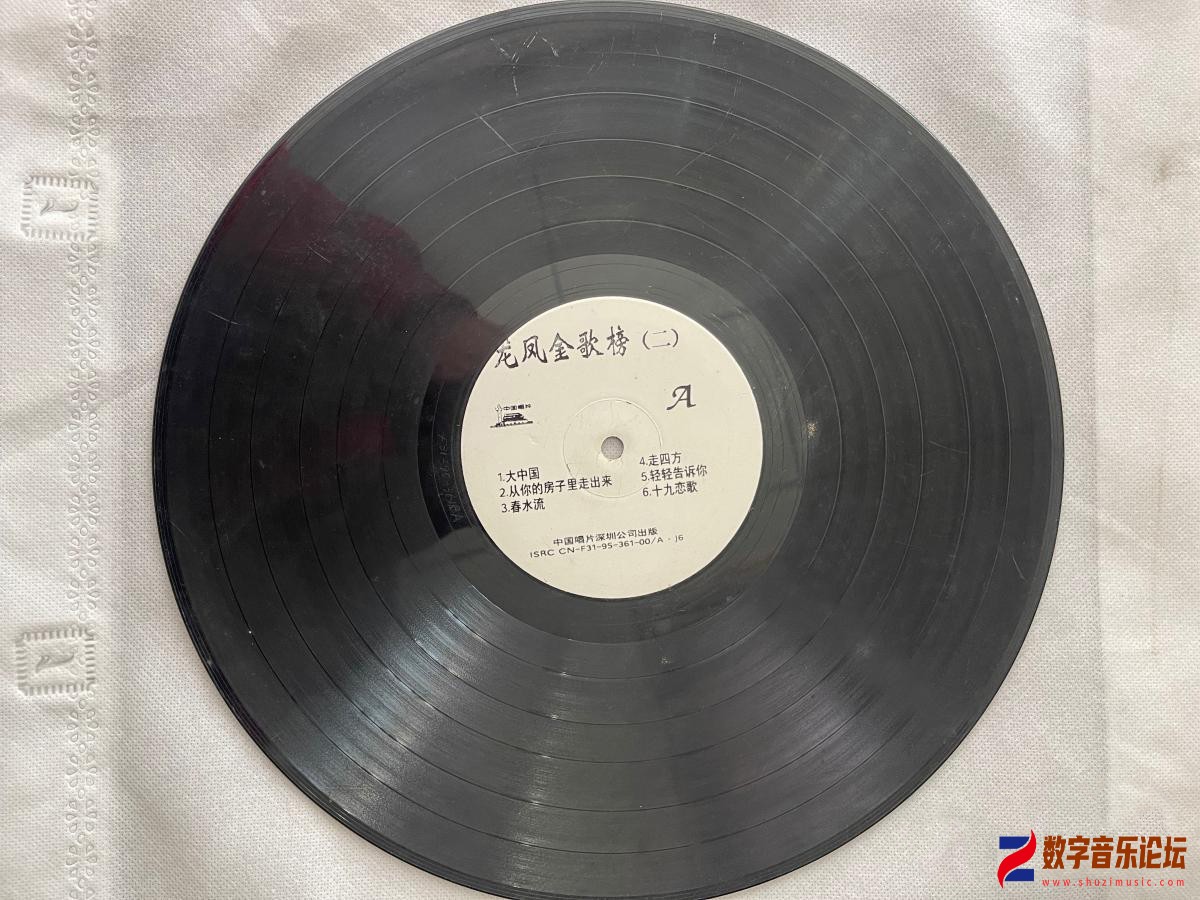 龙凤金歌榜（二）
A
中国唱片
1.大中国
2.从你的房子里走出来
3.春水流
4.走四方
5.轻轻告诉你
6.十九恋歌
中国唱片深圳公司出版
ISRC CN-F31-95-361-00/A·J6
数字音乐论坛
www.shuzimusic.com